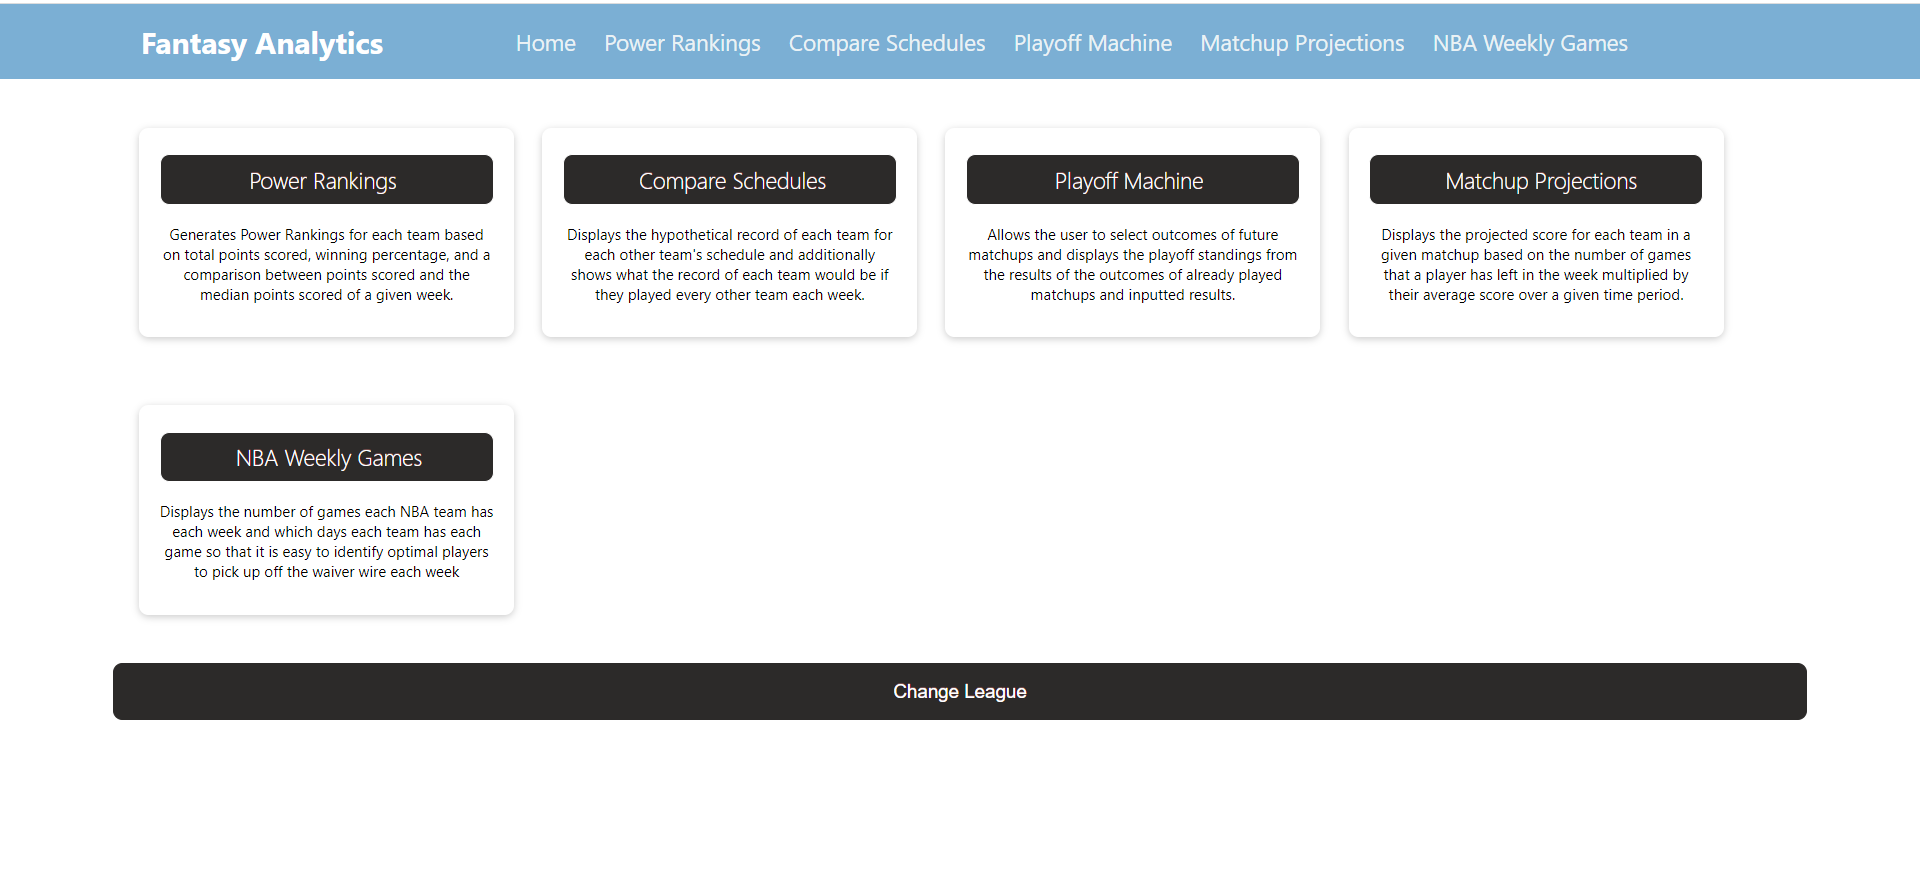 Fantasy Analytics
Home Power Rankings Compare Schedules Playoff Machine Matchup Projections NBA Weekly Games
Power Rankings
Generates Power Rankings for each team based
on total points scored, winning percentage, and a
comparison between points scored and the
median points scored of a given week.
Compare Schedules
Displays the hypothetical record of each team for
each other team's schedule and additionally
shows what the record of each team would be if
they played every other team each week.
Playoff Machine
Allows the user to select outcomes of future
matchups and displays the playoff standings from
the results of the outcomes of already played
matchups and inputted results.
Matchup Projections
Displays the projected score for each team in a
given matchup based on the number of games
that a player has left in the week multiplied by
their average score over a given time period.
NBA Weekly Games
Displays the number of games each NBA team has
each week and which days each team has each
game so that it is easy to identify optimal players
to pick up off the waiver wire each week
Change League